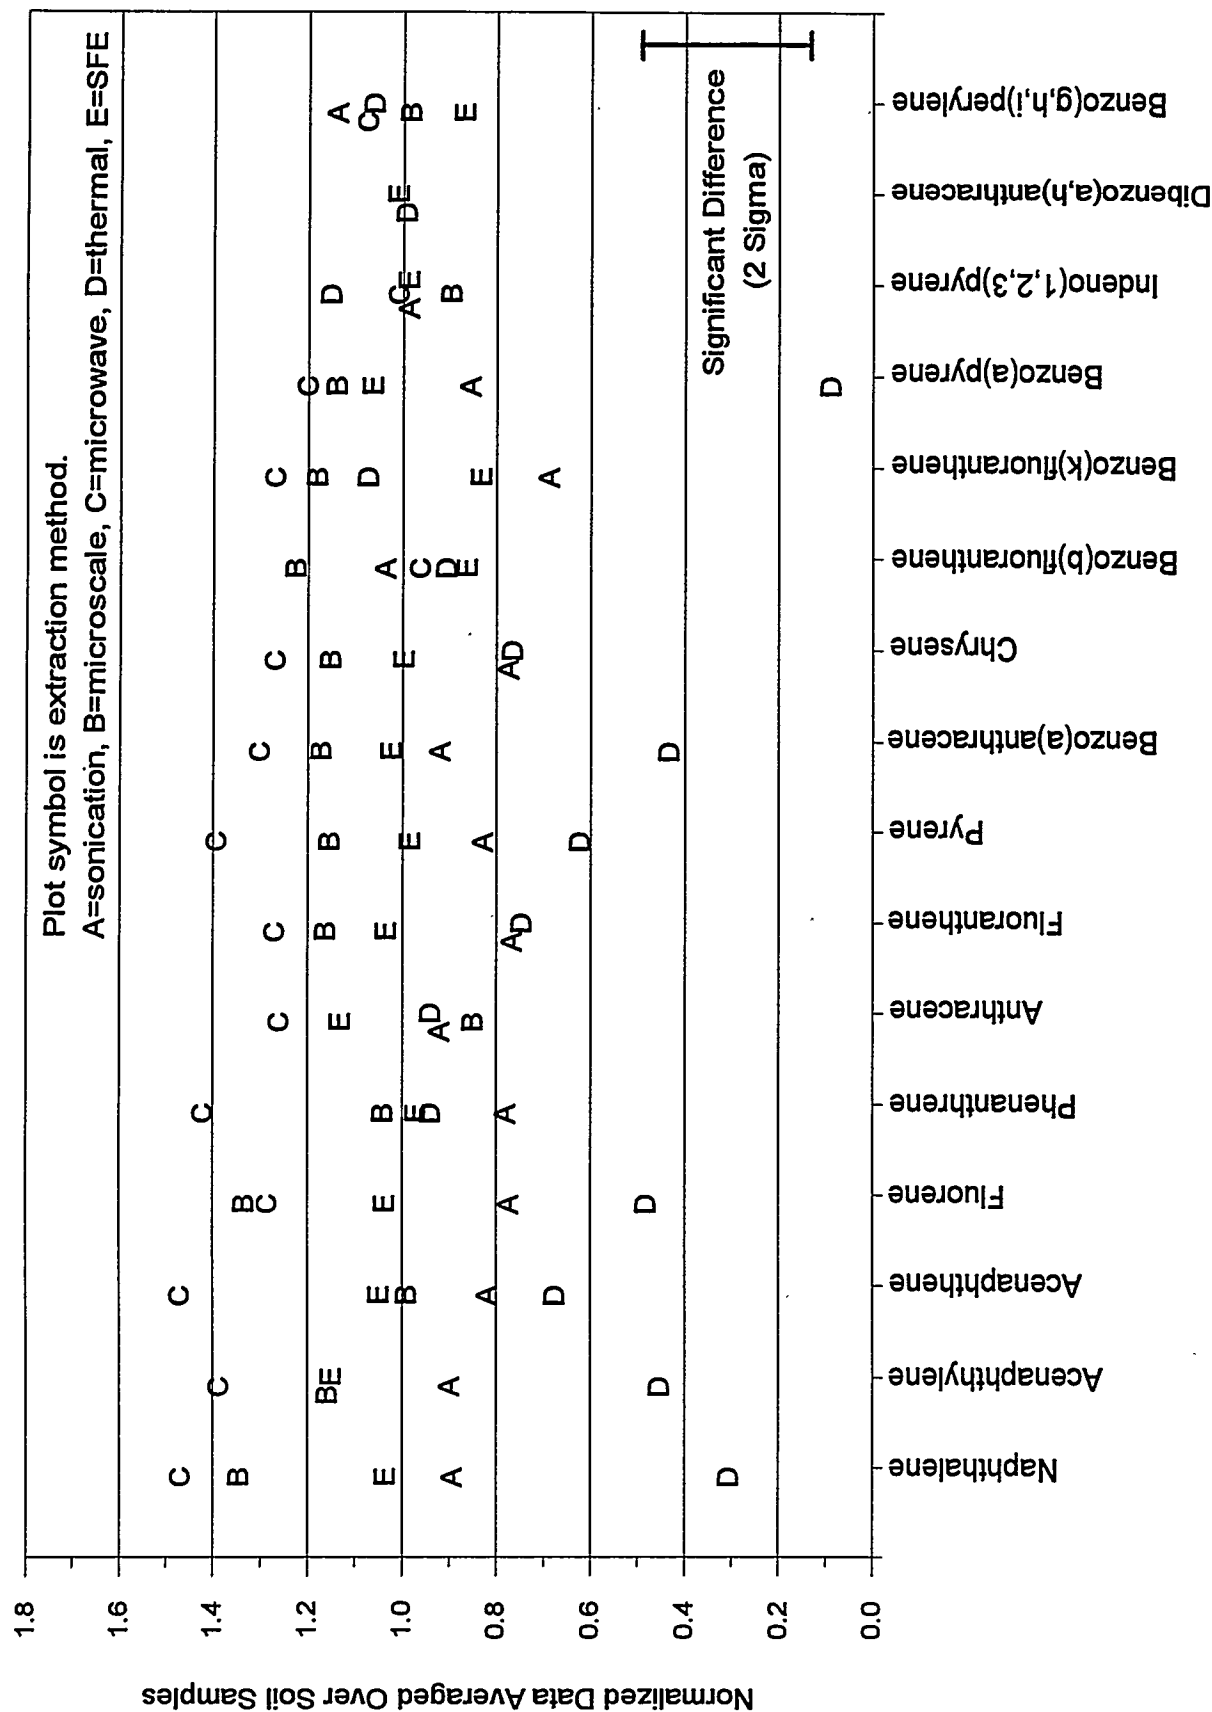 Plot symbol is extraction method.
A=sonication, B=microscale, C=microwave, D=thermal, E=SFE
Normalized Data Averaged Over Soil Samples
1.8
1.6
1.4
1.2
1.0
0.8
0.6
0.4
0.2
0.0
C
B
E
A
D
C
B
E
A
D
C
E
B
A
D
B
C
E
A
D
C
B
E
D
A
C
E
D
A
B
C
B
E
A
D
C
B
E
A
D
C
B
E
A
D
C
B
E
A
D
B
A
C
D
E
C
B
D
E
A
C
B
E
A
D
D
C
E
A
B
E
D
A
D
C
B
E
Significant Difference
(2 Sigma)
Naphthalene
Acenaphthylene
Acenaphthene
Fluorene
Phenanthrene
Anthracene
Fluoranthene
Pyrene
Benzo(a)anthracene
Chrysene
Benzo(b)fluoranthene
Benzo(k)fluoranthene
Benzo(a)pyrene
Indeno(1,2,3)pyrene
Dibenzo(a,h)anthracene
Benzo(g,h,i)perylene